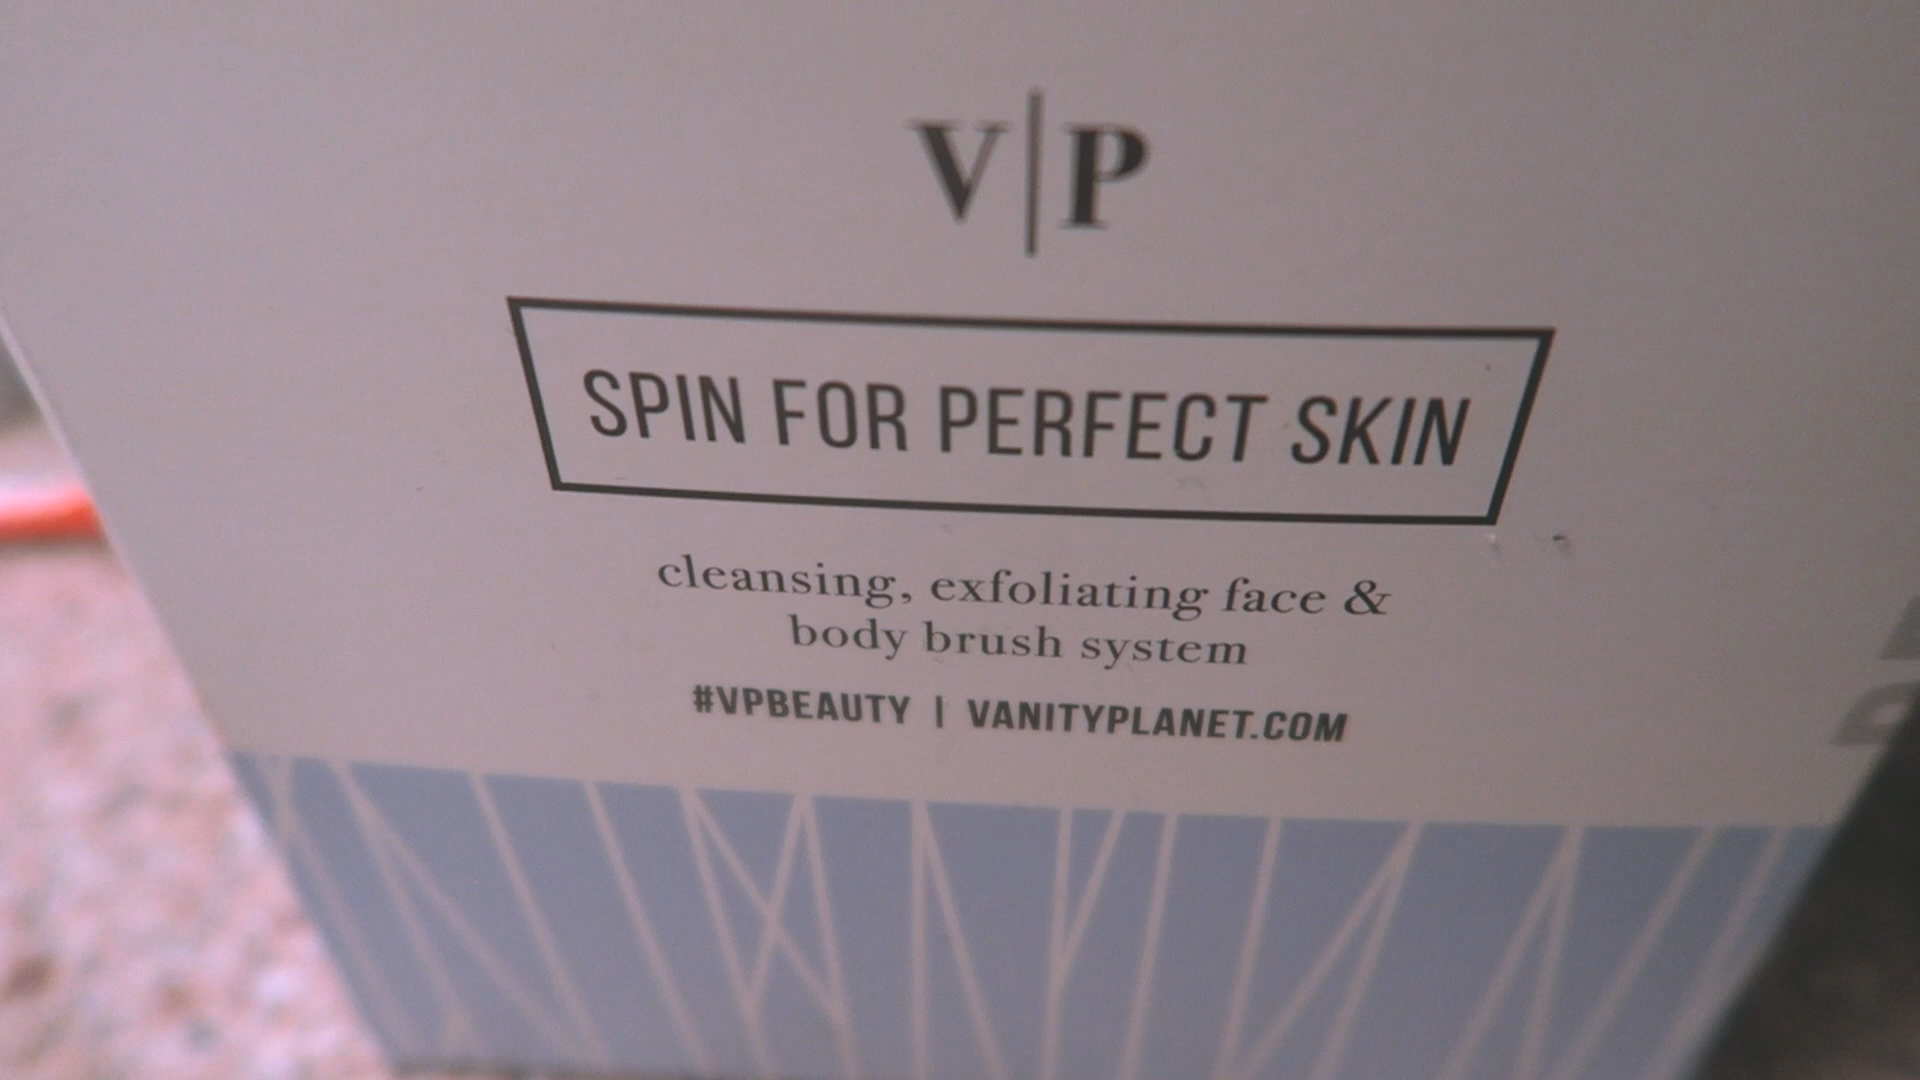 V|P
SPIN FOR PERFECT SKIN
cleansing, exfoliating face &
body brush system
#VPBEAUTY | VANITYPLANET.COM